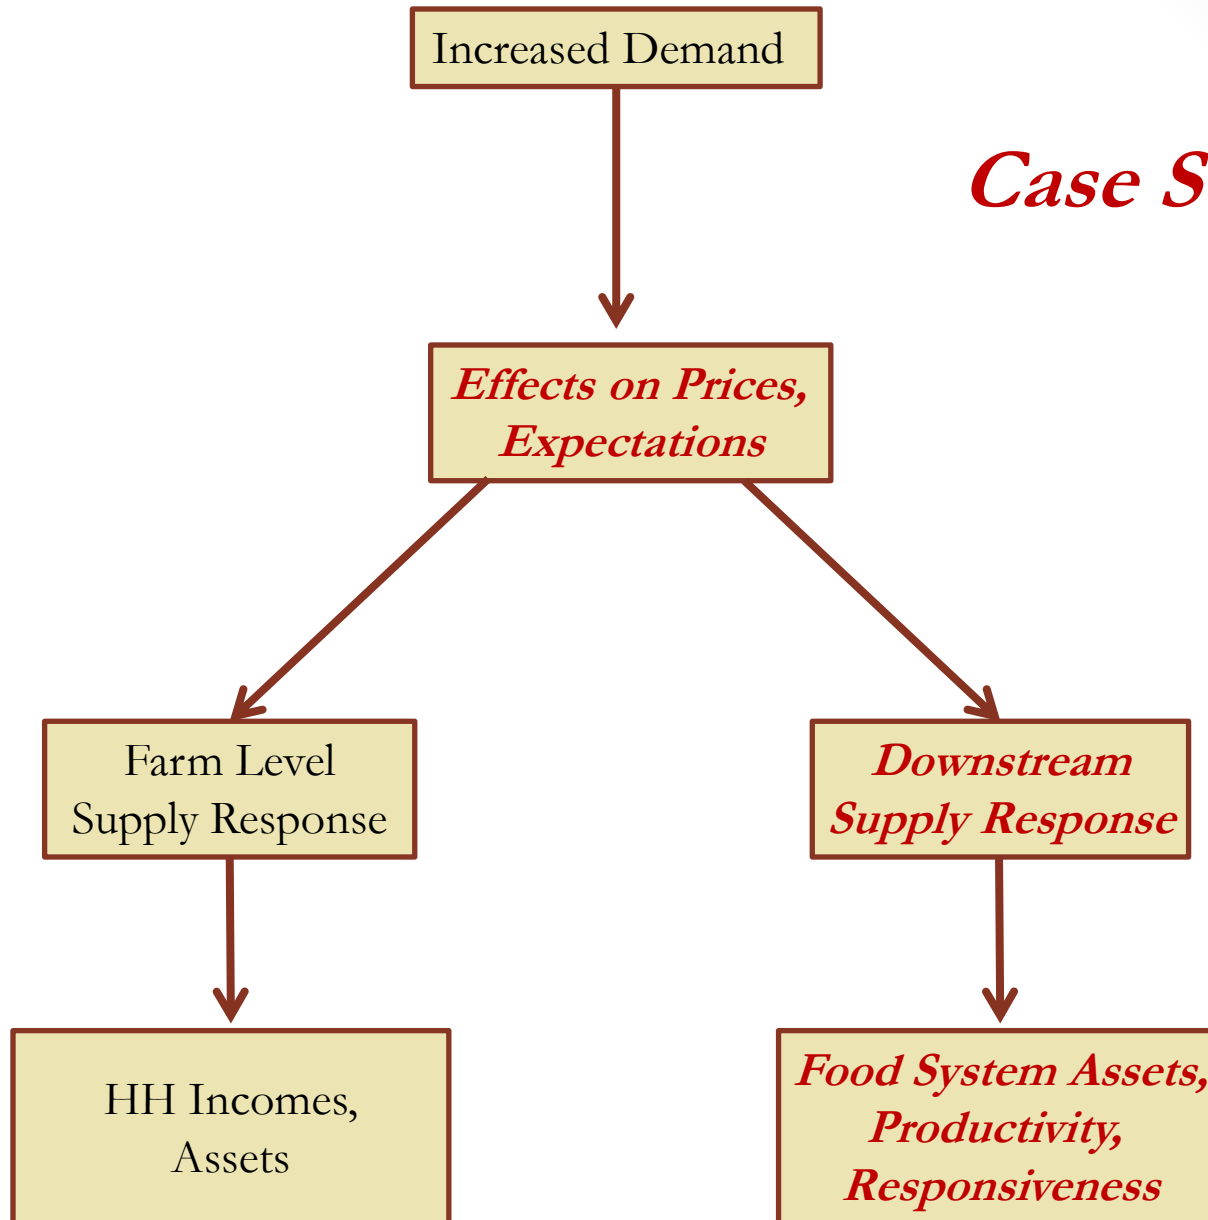 Increased Demand
Case S
Effects on Prices,
Expectations
Farm Level
Supply Response
Downstream
Supply Response
HH Incomes,
Assets
Food System Assets,
Productivity,
Responsiveness